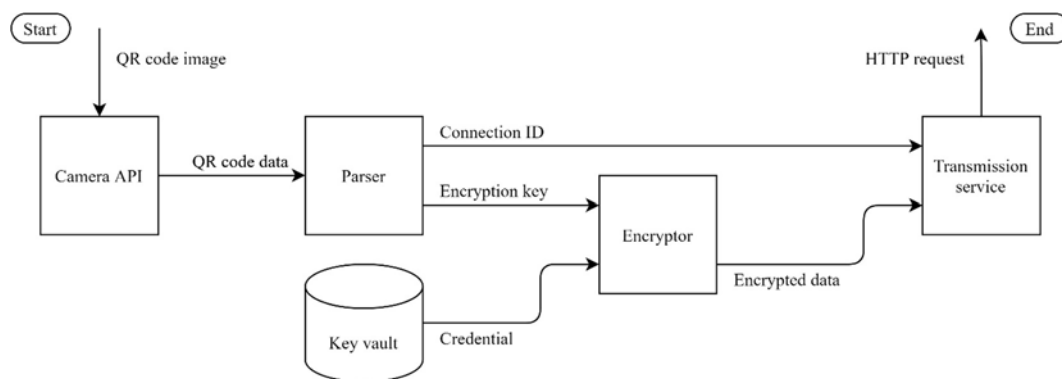 Start
End
QR code image
HTTP request
Connection ID
QR code data
Camera API
Parser
Transmission
service
Encryption key
Encryptor
Encrypted data
Key vault
Credential